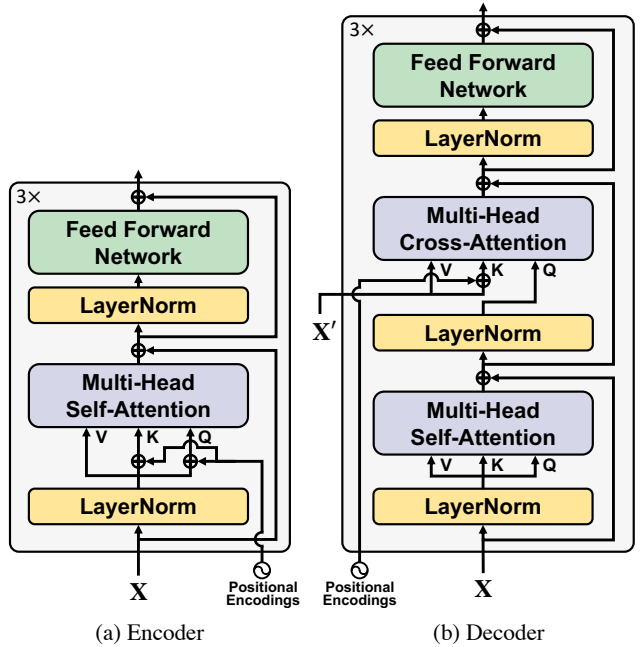 3×
Feed Forward
Network
LayerNorm
Multi-Head
Self-Attention
V K Q
LayerNorm
X
Positional
Encodings
(a) Encoder
3×
Feed Forward
Network
LayerNorm
Multi-Head
Cross-Attention
V K Q
X′
LayerNorm
Multi-Head
Self-Attention
V K Q
LayerNorm
Positional
Encodings
X
(b) Decoder